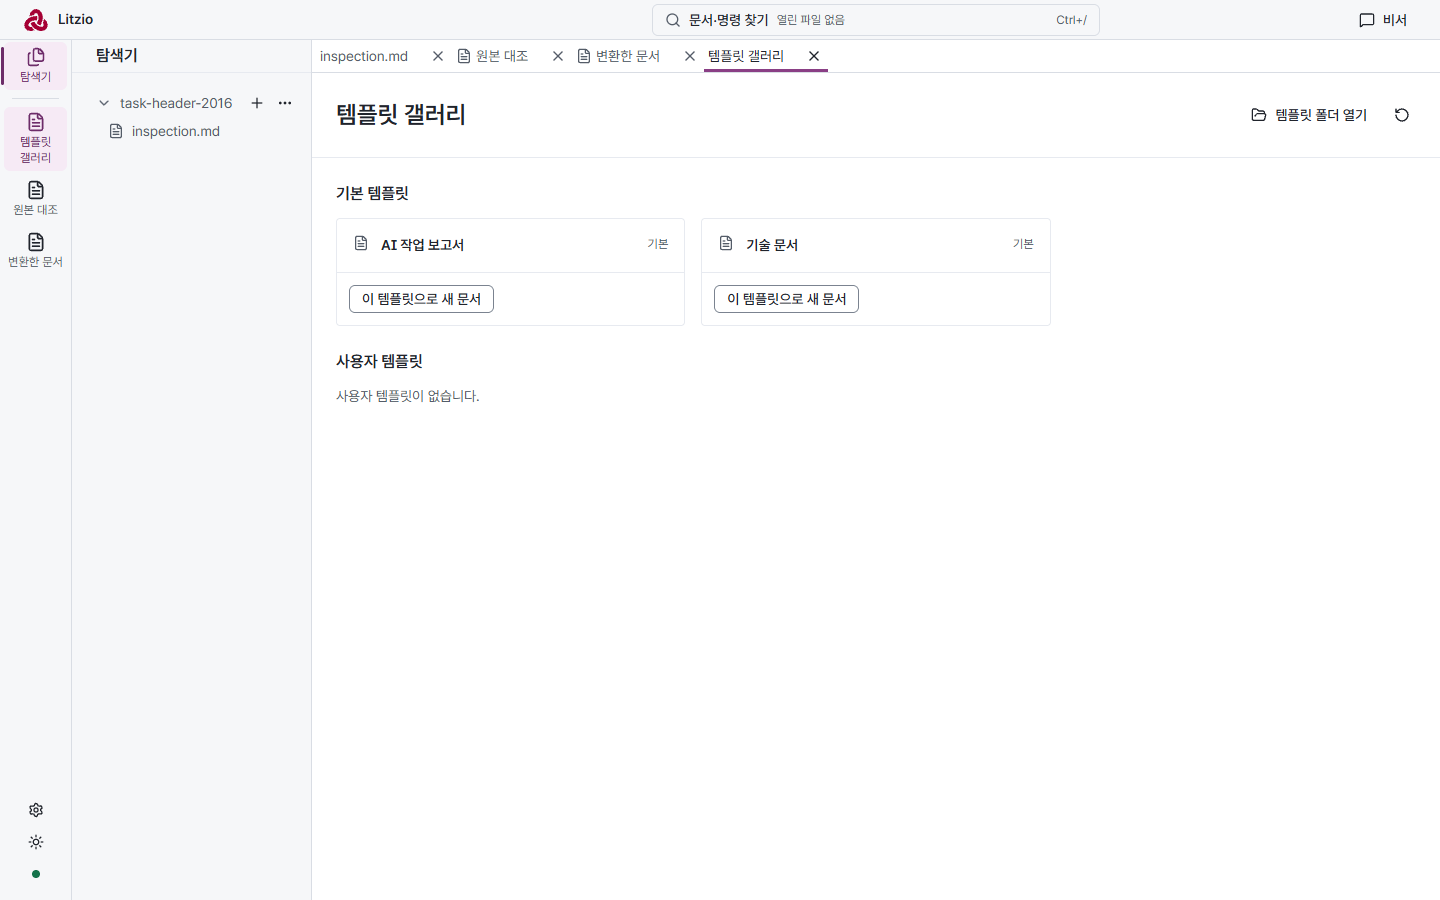 Litzio
문서·명령 찾기 열린 파일 없음 Ctrl+/
비서
탐색기
템플릿
갤러리
원본 대조
변환한 문서
탐색기
task-header-2016
inspection.md
inspection.md
원본 대조
변환한 문서
템플릿 갤러리
템플릿 갤러리
템플릿 폴더 열기
기본 템플릿
AI 작업 보고서 기본
이 템플릿으로 새 문서
기술 문서 기본
이 템플릿으로 새 문서
사용자 템플릿
사용자 템플릿이 없습니다.